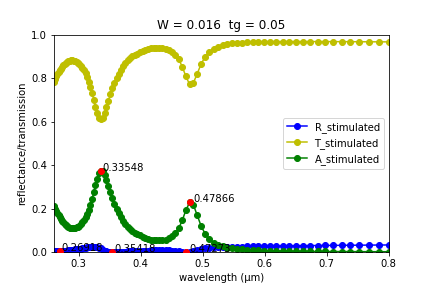 W = 0.016 tg = 0.05
reflectance/transmission
1.0
0.8
0.6
0.4
0.2
0.0
0.33548
0.47866
R_stimulated
T_stimulated
A_stimulated
0.3
0.4
0.5
0.6
0.7
0.8
wavelength (μm)